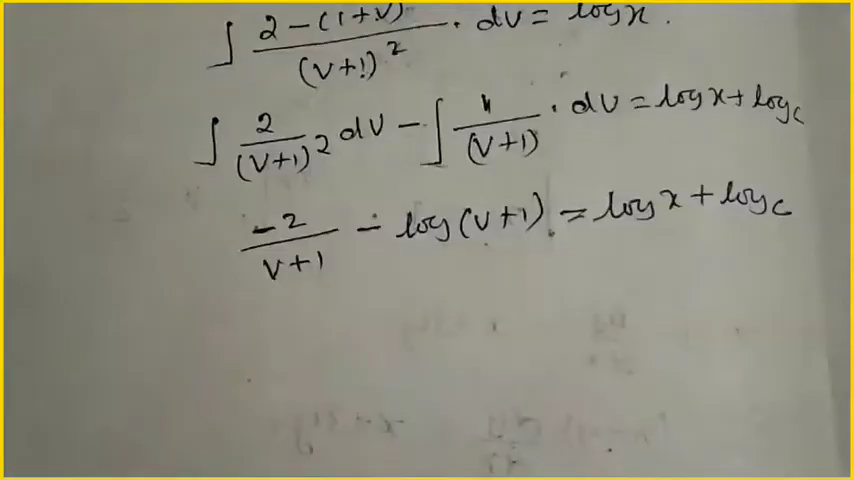 ∫ 2-(1+V)/(V+1)² . dv = log x.
∫ 2/(V+1)² dv - ∫ 1/(V+1) . dv = log x + log c
-2/V+1 - log (V+1) = log x + log c